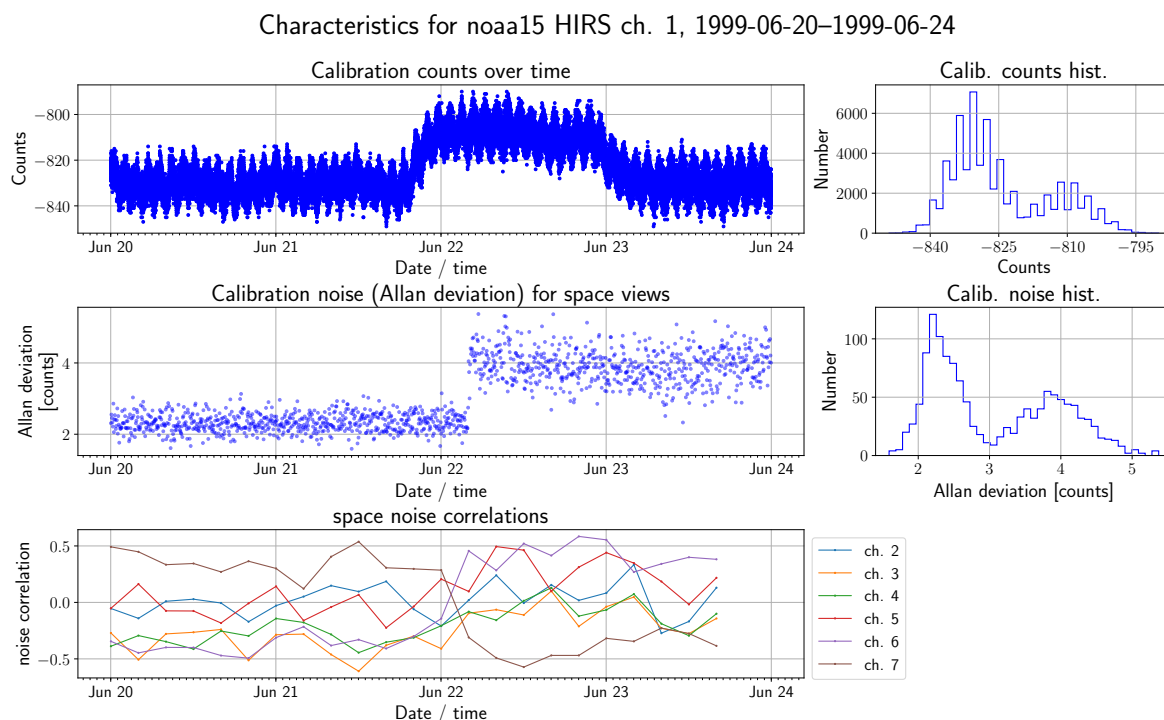 Characteristics for noaa15 HIRS ch. 1, 1999-06-20–1999-06-24
Calibration counts over time
Counts
−800
−820
−840
Jun 20 Jun 21 Jun 22 Jun 23 Jun 24
Date / time
Calib. counts hist.
Number
6000
4000
2000
0
−840 −825 −810 −795
Counts
Calibration noise (Allan deviation) for space views
Allan deviation
[counts]
4
2
Jun 20 Jun 21 Jun 22 Jun 23 Jun 24
Date / time
Calib. noise hist.
Number
100
50
0
2 3 4 5
Allan deviation [counts]
space noise correlations
noise correlation
0.5
0.0
−0.5
Jun 20 Jun 21 Jun 22 Jun 23 Jun 24
Date / time
ch. 2
ch. 3
ch. 4
ch. 5
ch. 6
ch. 7